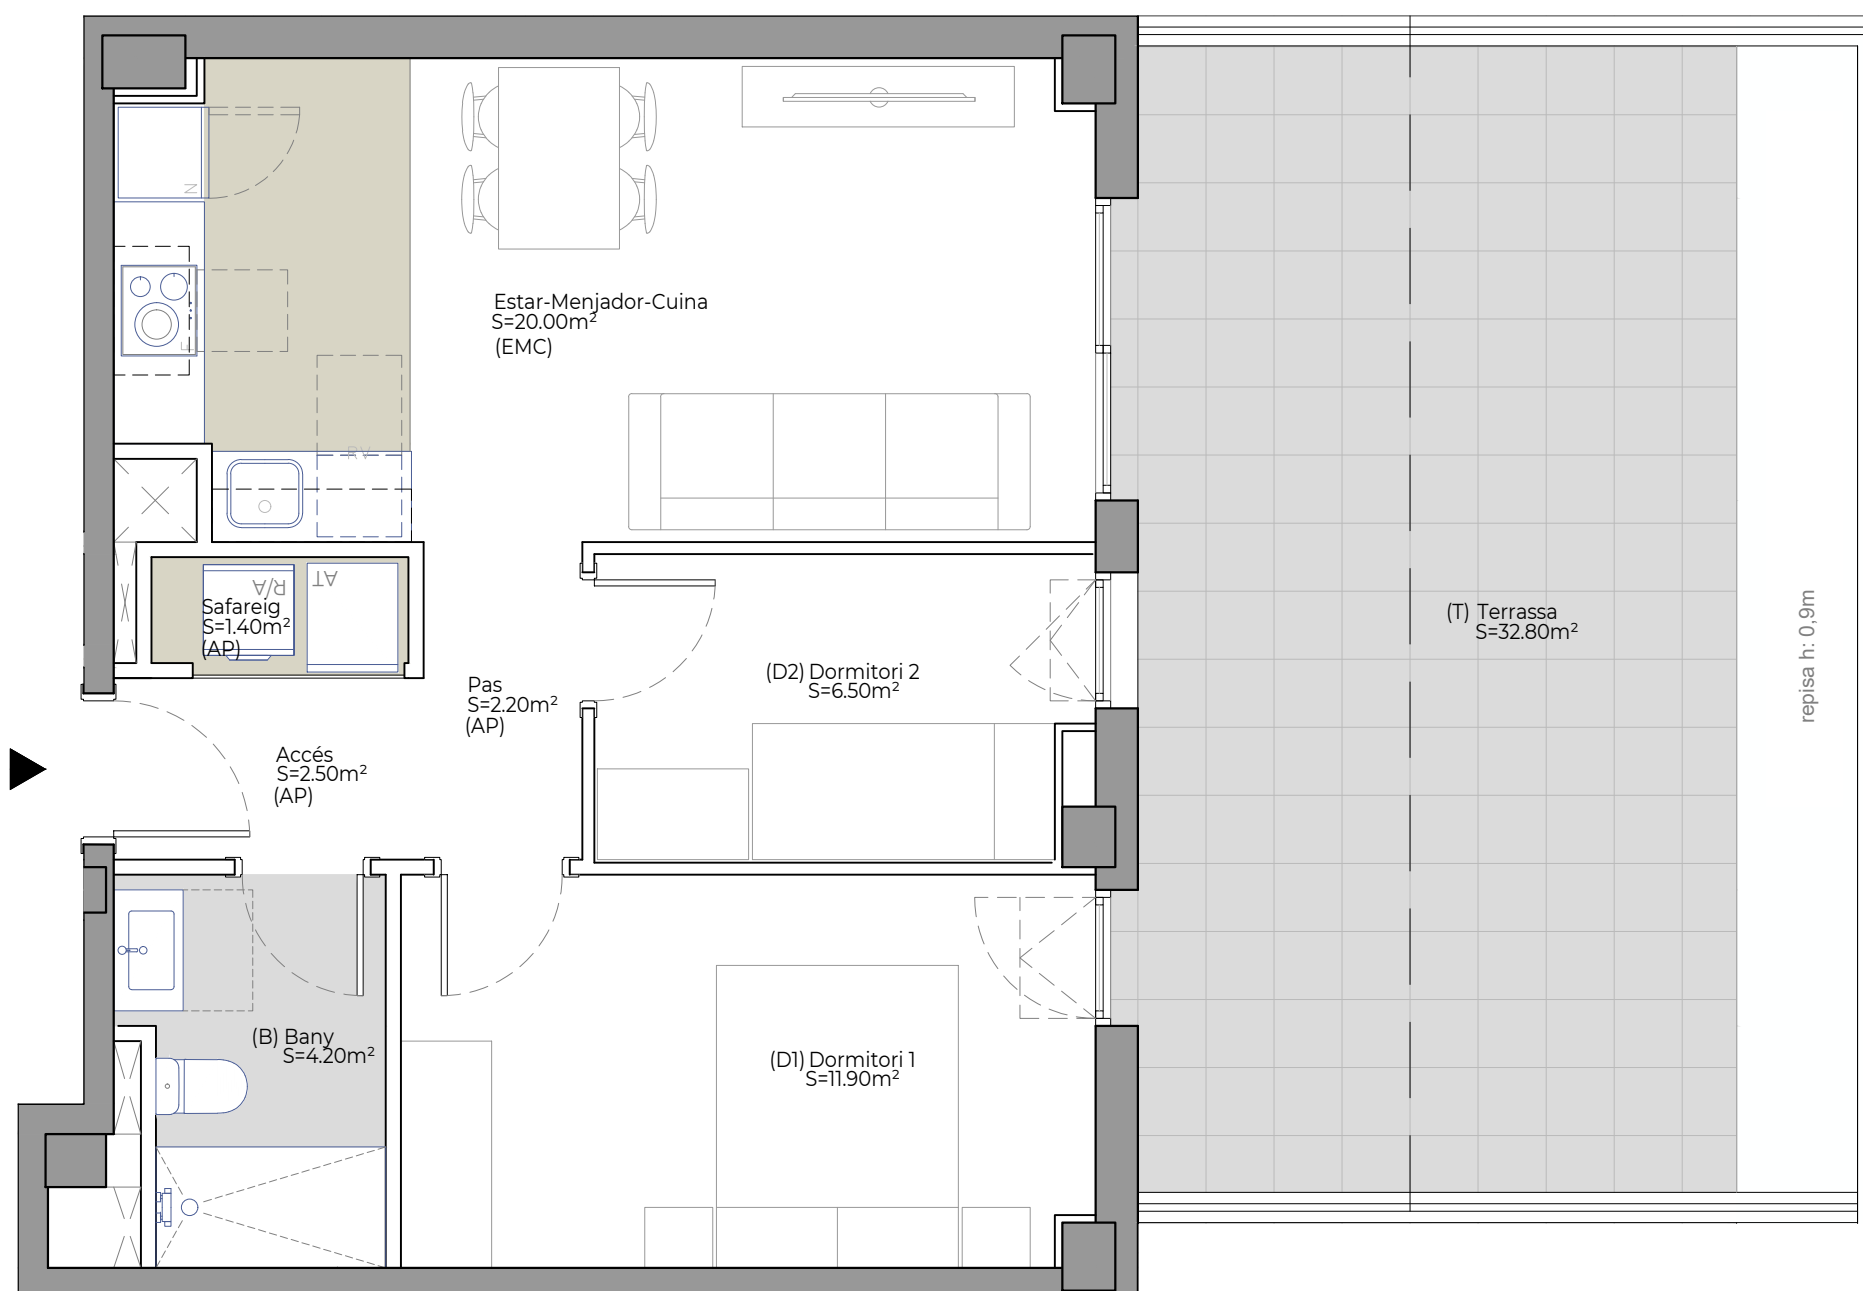 N
Estar-Menjador-Cuina
S=20.00m²
(EMC)
F
RV
R/A
AT
Safareig
S=1.40m²
(AP)
(T) Terrassa
S=32.80m²
repisa h: 0,9m
(D2) Dormitori 2
S=6.50m²
Pas
S=2.20m²
(AP)
Accés
S=2.50m²
(AP)
(B) Bany
S=4.20m²
(D1) Dormitori 1
S=11.90m²